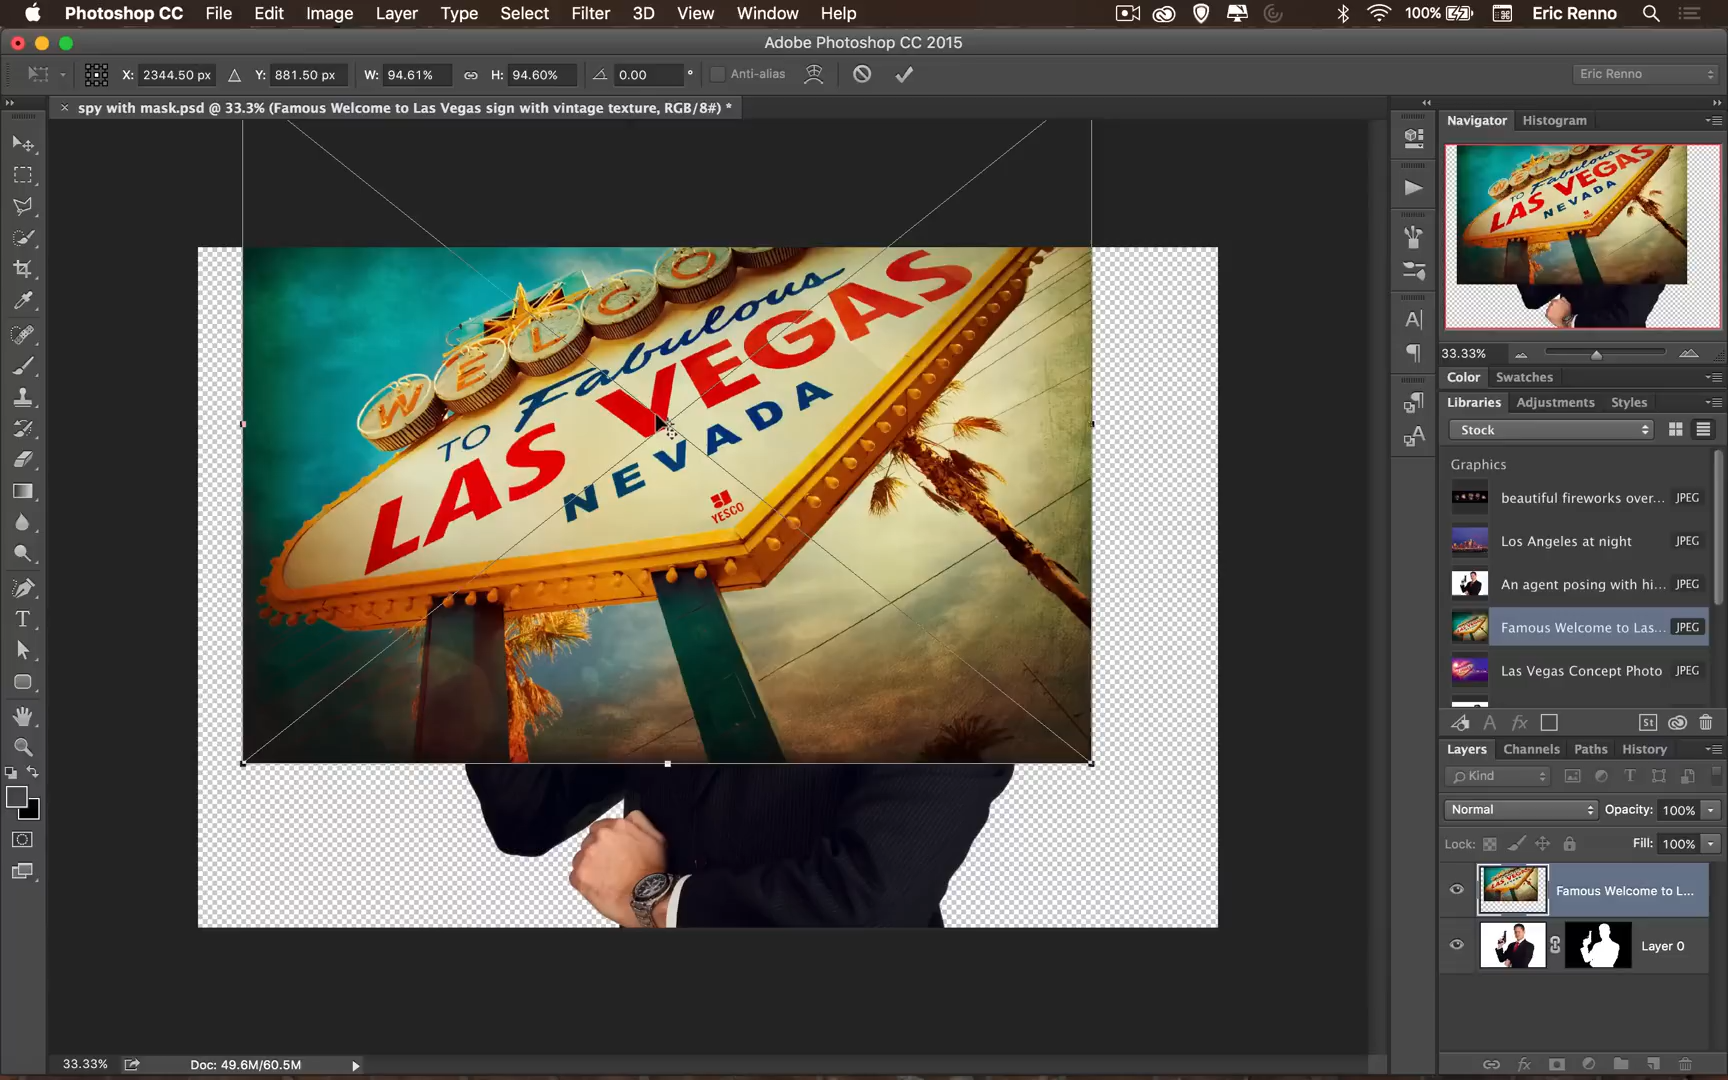 Photoshop CC File Edit Image Layer Type Select Filter 3D View Window Help 100% Eric Renno
Adobe Photoshop CC 2015
X: 2344.50 px Y: 881.50 px W: 94.61% H: 94.60% 0.00 ° Anti-alias Eric Renno
× spy with mask.psd @ 33.3% (Famous Welcome to Las Vegas sign with vintage texture, RGB/8#) *
Navigator Histogram
33.33%
Color Swatches
Libraries Adjustments Styles
Stock
Graphics
beautiful fireworks over... JPEG
Los Angeles at night JPEG
An agent posing with hi... JPEG
Famous Welcome to Las... JPEG
Las Vegas Concept Photo JPEG
A fx St
Layers Channels Paths History
Kind
Normal Opacity: 100%
Lock: Fill: 100%
Famous Welcome to L...
Layer 0
WELCO
TO Fabulous
LAS VEGAS
NEVADA
YESCO
33.33% Doc: 49.6M/60.5M